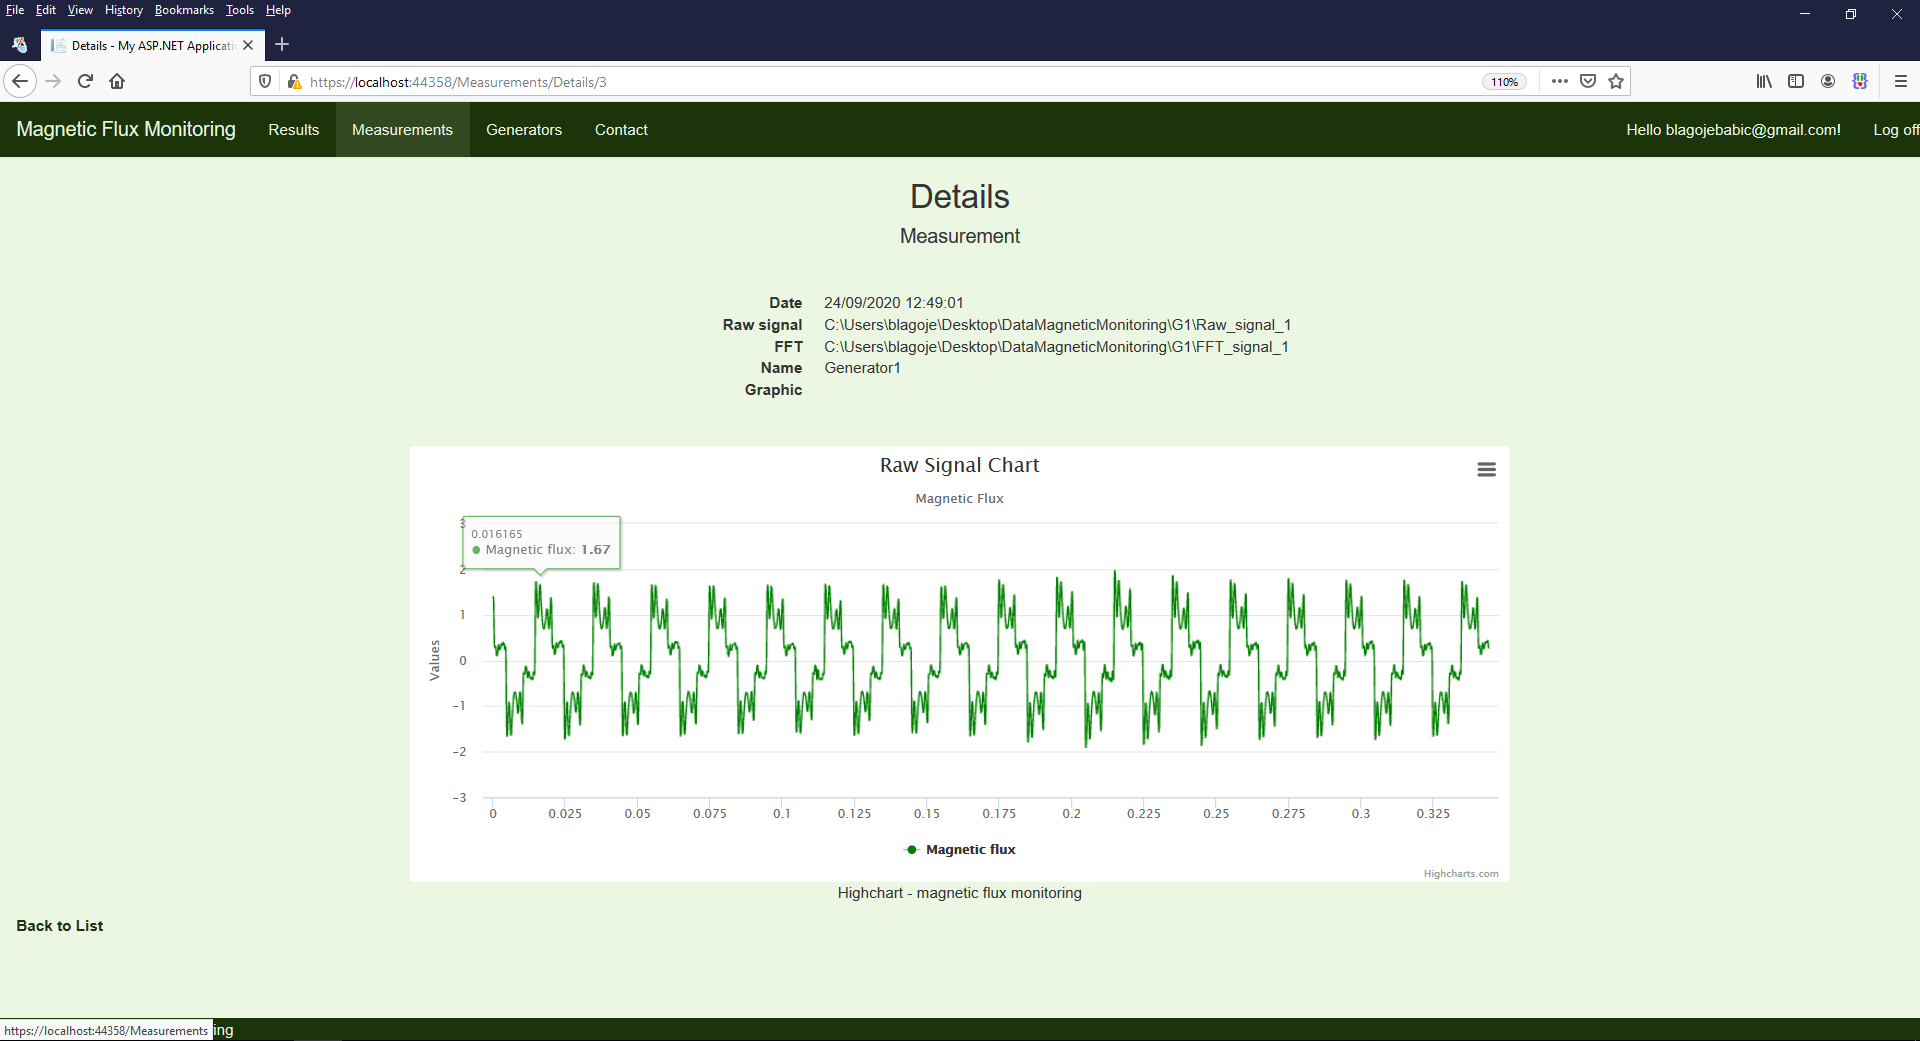 File Edit View History Bookmarks Tools Help
Details - My ASP.NET Applicati
https://localhost:44358/Measurements/Details/3 110%
Magnetic Flux Monitoring Results Measurements Generators Contact Hello blagojebabic@gmail.com! Log off
Details
Measurement
Date 24/09/2020 12:49:01
Raw signal C:\Users\blagoje\Desktop\DataMagneticMonitoring\G1\Raw_signal_1
FFT C:\Users\blagoje\Desktop\DataMagneticMonitoring\G1\FFT_signal_1
Name Generator1
Graphic
Raw Signal Chart
Magnetic Flux
3
0.016165
Magnetic flux: 1.67
2
1
0
-1
-2
-3
Values
0 0.025 0.05 0.075 0.1 0.125 0.15 0.175 0.2 0.225 0.25 0.275 0.3 0.325
Magnetic flux
Highcharts.com
Highchart - magnetic flux monitoring
Back to List
https://localhost:44358/Measurements ing